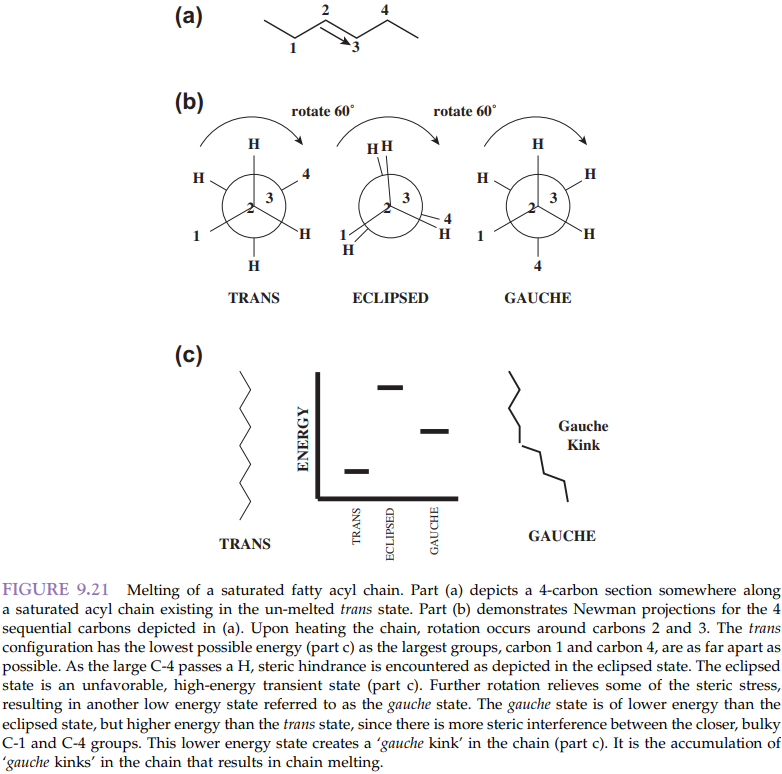 (a)
2
4
1
3
(b)
rotate 60°
rotate 60°
H
H
4
3
2
1
H
H
H H
3
2
1
4
H
H
H
H
H
3
2
1
H
4
TRANS
ECLIPSED
GAUCHE
(c)
ENERGY
TRANS
ECLIPSED
GAUCHE
Gauche
Kink
TRANS
GAUCHE
FIGURE 9.21 Melting of a saturated fatty acyl chain. Part (a) depicts a 4-carbon section somewhere along
a saturated acyl chain existing in the un-melted trans state. Part (b) demonstrates Newman projections for the 4
sequential carbons depicted in (a). Upon heating the chain, rotation occurs around carbons 2 and 3. The trans
configuration has the lowest possible energy (part c) as the largest groups, carbon 1 and carbon 4, are as far apart as
possible. As the large C-4 passes a H, steric hindrance is encountered as depicted in the eclipsed state. The eclipsed
state is an unfavorable, high-energy transient state (part c). Further rotation relieves some of the steric stress,
resulting in another low energy state referred to as the gauche state. The gauche state is of lower energy than the
eclipsed state, but higher energy than the trans state, since there is more steric interference between the closer, bulky
C-1 and C-4 groups. This lower energy state creates a ‘gauche kink’ in the chain (part c). It is the accumulation of
‘gauche kinks’ in the chain that results in chain melting.